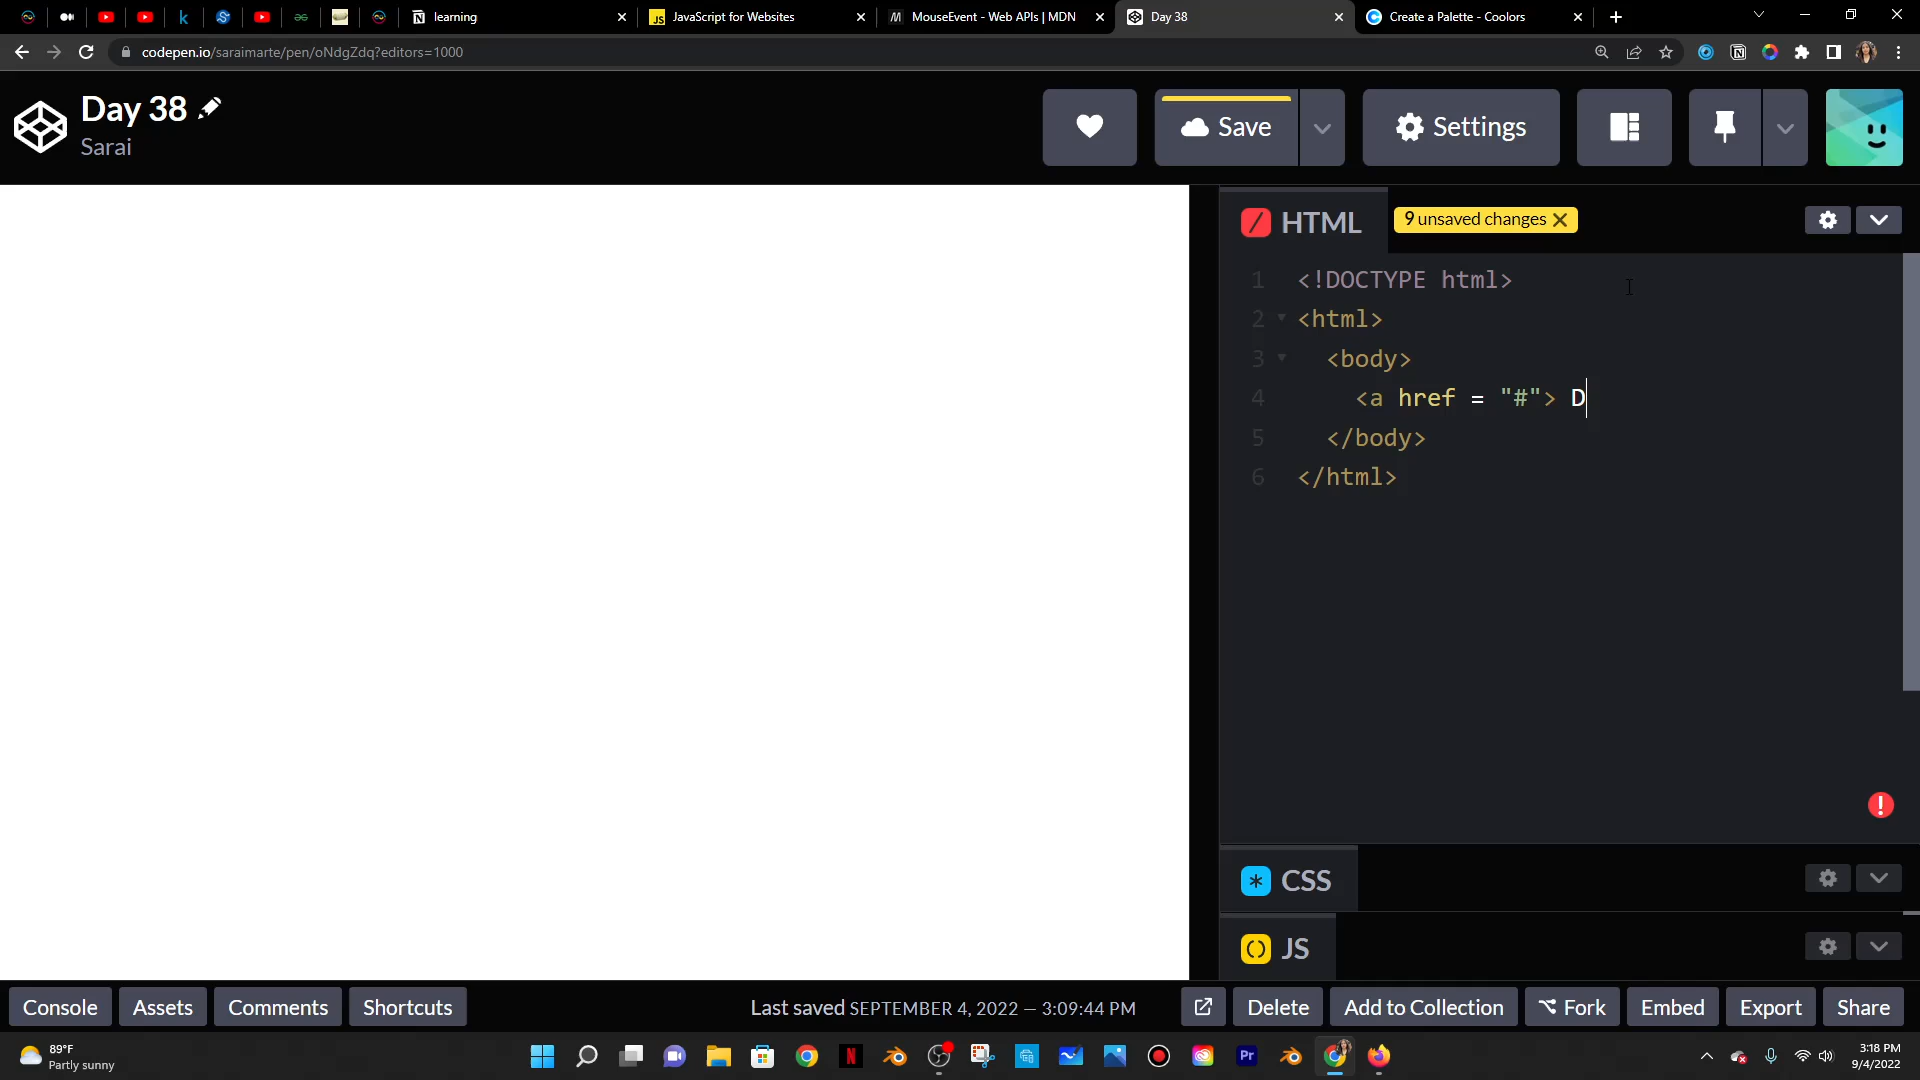 learning
JavaScript for Websites
MouseEvent - Web APIs | MDN
Day 38
Create a Palette - Coolors
codepen.io/saraimarte/pen/oNdgZdq?editors=1000
Day 38
Sarai
Save
Settings
HTML
9 unsaved changes
1 <!DOCTYPE html>
2 <html>
3 <body>
4 <a href = "#"> D
5 </body>
6 </html>
CSS
JS
Console
Assets
Comments
Shortcuts
Last saved SEPTEMBER 4, 2022 — 3:09:44 PM
Delete
Add to Collection
Fork
Embed
Export
Share
89°F
Partly sunny
3:18 PM
9/4/2022